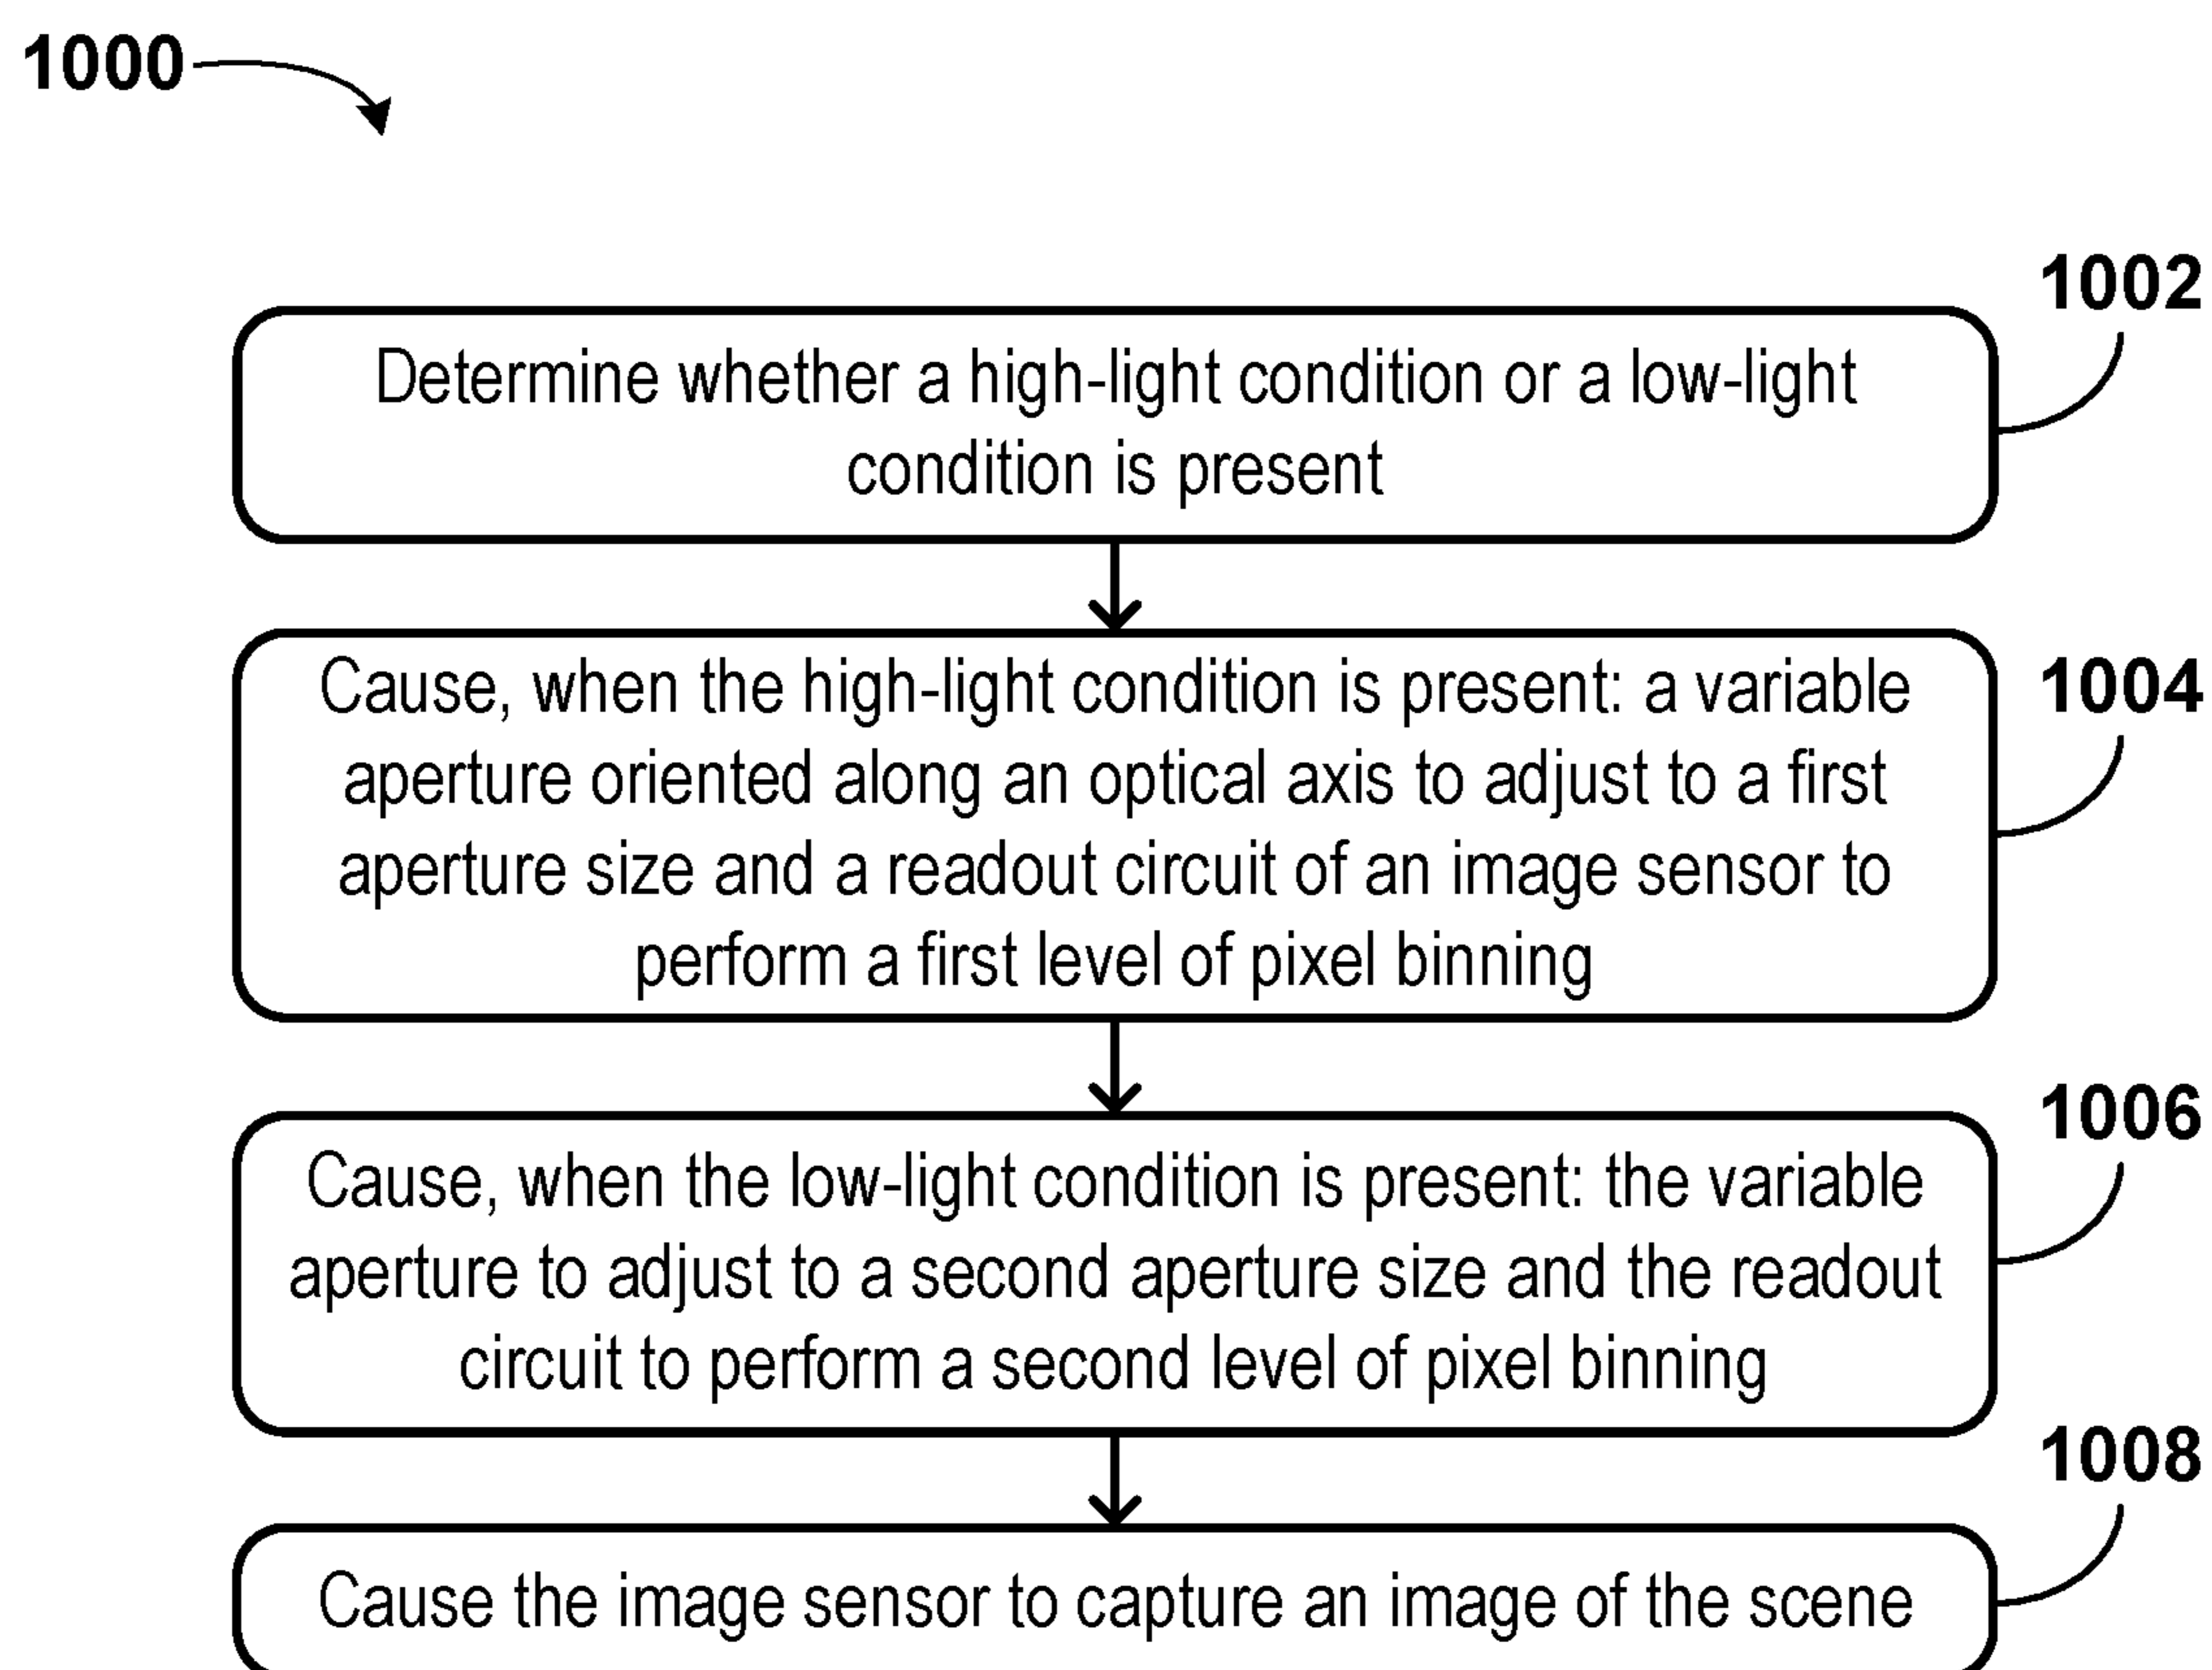 1000
1002
Determine whether a high-light condition or a low-light
condition is present
1004
Cause, when the high-light condition is present: a variable
aperture oriented along an optical axis to adjust to a first
aperture size and a readout circuit of an image sensor to
perform a first level of pixel binning
1006
Cause, when the low-light condition is present: the variable
aperture to adjust to a second aperture size and the readout
circuit to perform a second level of pixel binning
1008
Cause the image sensor to capture an image of the scene